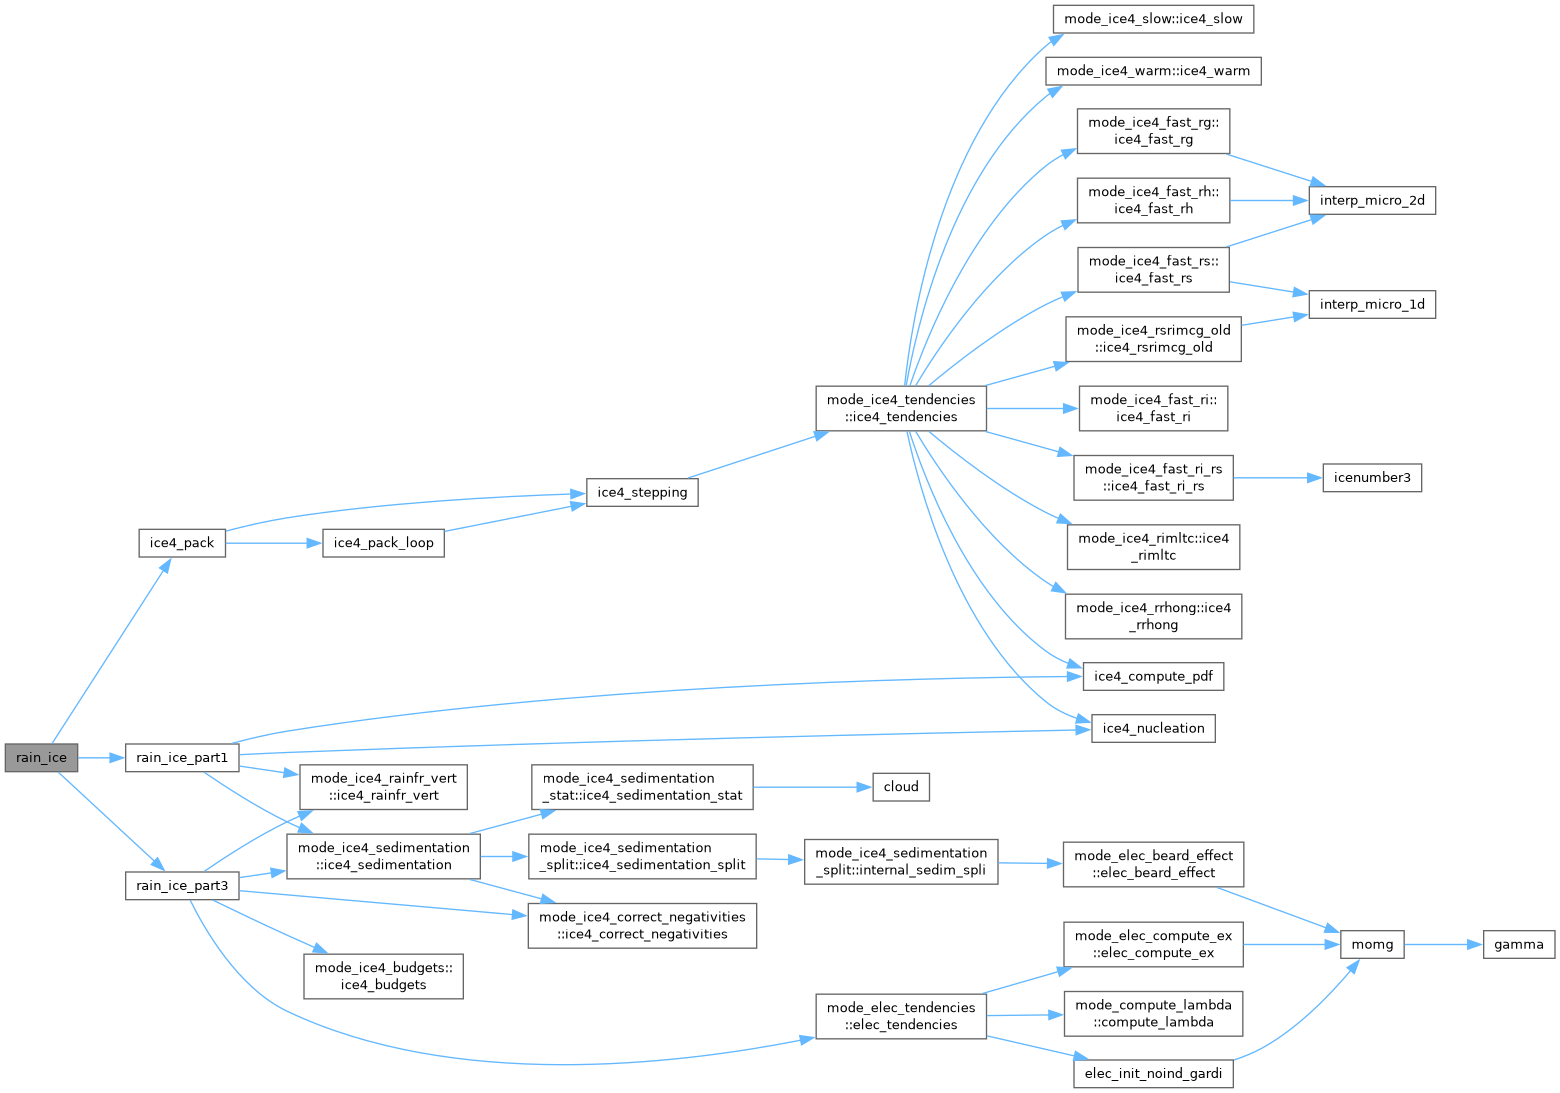 mode_ice4_slow::ice4_slow
mode_ice4_warm::ice4_warm
mode_ice4_fast_rg::
ice4_fast_rg
mode_ice4_fast_rh::
ice4_fast_rh
interp_micro_2d
mode_ice4_fast_rs::
ice4_fast_rs
interp_micro_1d
mode_ice4_rsrimcg_old
::ice4_rsrimcg_old
mode_ice4_tendencies
::ice4_tendencies
mode_ice4_fast_ri::
ice4_fast_ri
mode_ice4_fast_ri_rs
::ice4_fast_ri_rs
icenumber3
ice4_stepping
ice4_pack
ice4_pack_loop
mode_ice4_rimltc::ice4
_rimltc
mode_ice4_rrhong::ice4
_rrhong
ice4_compute_pdf
ice4_nucleation
rain_ice
rain_ice_part1
mode_ice4_rainfr_vert
::ice4_rainfr_vert
mode_ice4_sedimentation
_stat::ice4_sedimentation_stat
cloud
mode_ice4_sedimentation
::ice4_sedimentation
mode_ice4_sedimentation
_split::ice4_sedimentation_split
mode_ice4_sedimentation
_split::internal_sedim_spli
mode_elec_beard_effect
::elec_beard_effect
rain_ice_part3
mode_ice4_correct_negativities
::ice4_correct_negativities
mode_elec_compute_ex
::elec_compute_ex
momg
gamma
mode_ice4_budgets::
ice4_budgets
mode_elec_tendencies
::elec_tendencies
mode_compute_lambda
::compute_lambda
elec_init_noind_gardi